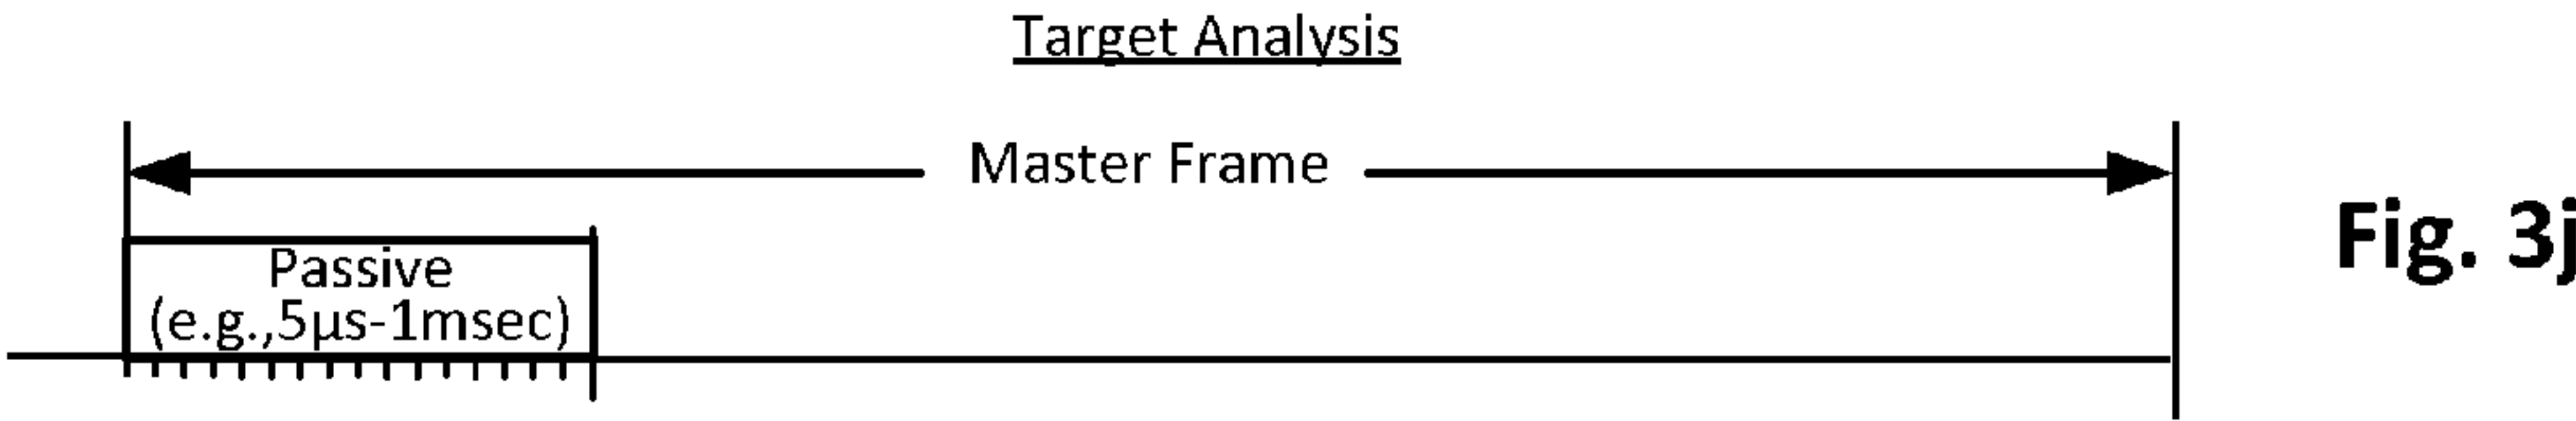 Target Analysis
Master Frame
Passive
(e.g.,5µs-1msec)
Fig. 3j